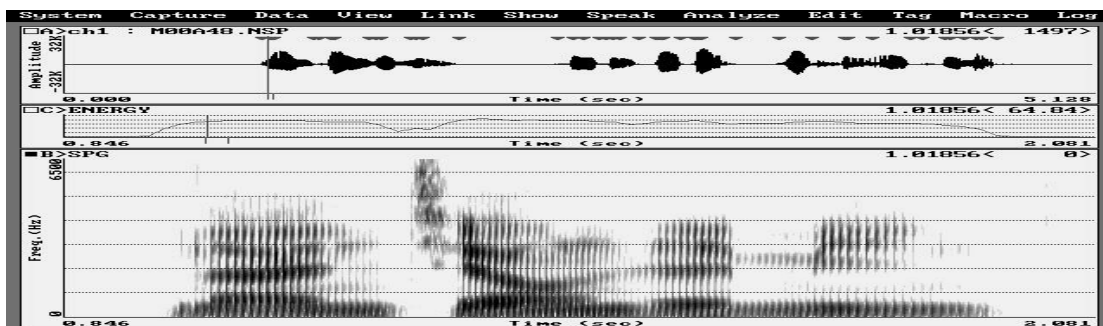 System Capture Data View Link Show Speak Analyze Edit Tag Macro Log
A>ch1 : M00A48.NSP 1.01856< 1497>
Amplitude
32K
-32K
0.000 Time (sec) 5.128
C>ENERGY 1.01856< 64.84>
0.846 Time (sec) 2.081
B>SPG 1.01856< 0>
Freq.(Hz)
6500
0
0.846 Time (sec) 2.081